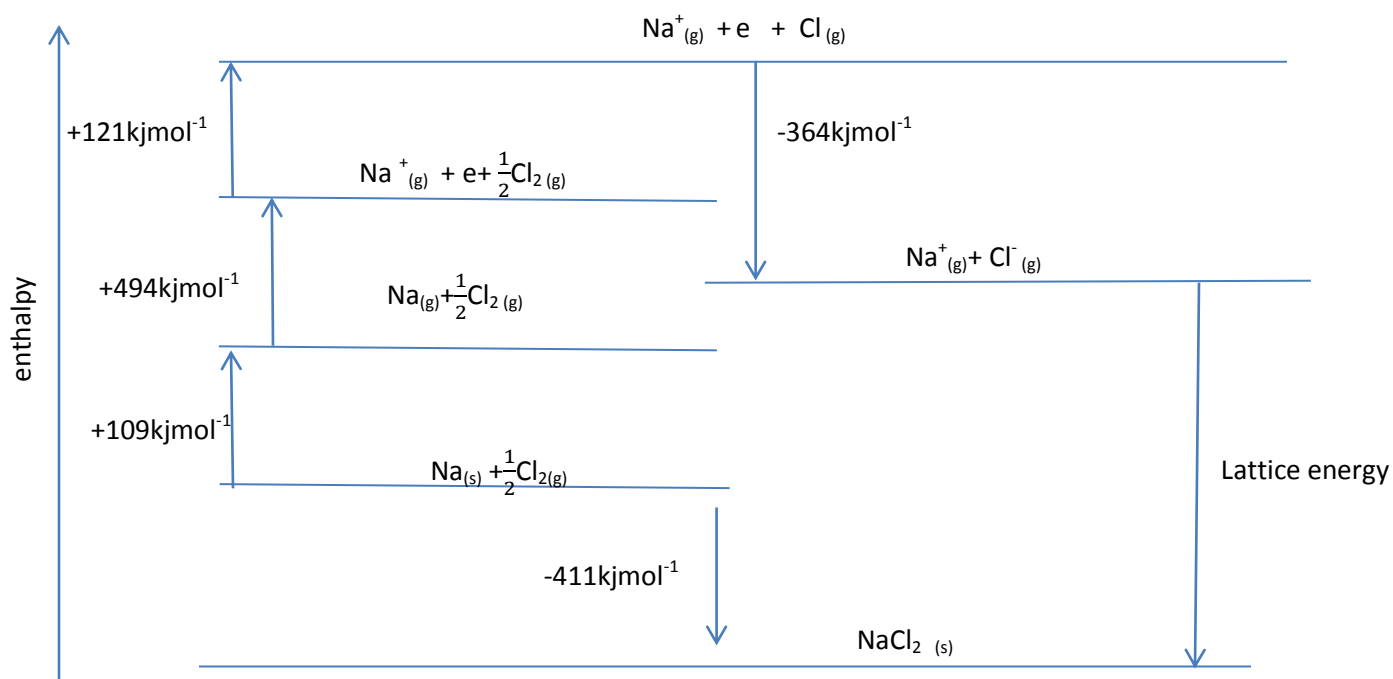 Na⁺(g) + e + Cl (g)
+121kjmol⁻¹
-364kjmol⁻¹
Na ⁺(g) + e+ ½Cl₂ (g)
Na⁺(g)+ Cl⁻(g)
+494kjmol⁻¹
Na(g)+½Cl₂ (g)
enthalpy
+109kjmol⁻¹
Na(s) +½Cl₂(g)
Lattice energy
-411kjmol⁻¹
NaCl₂ (s)